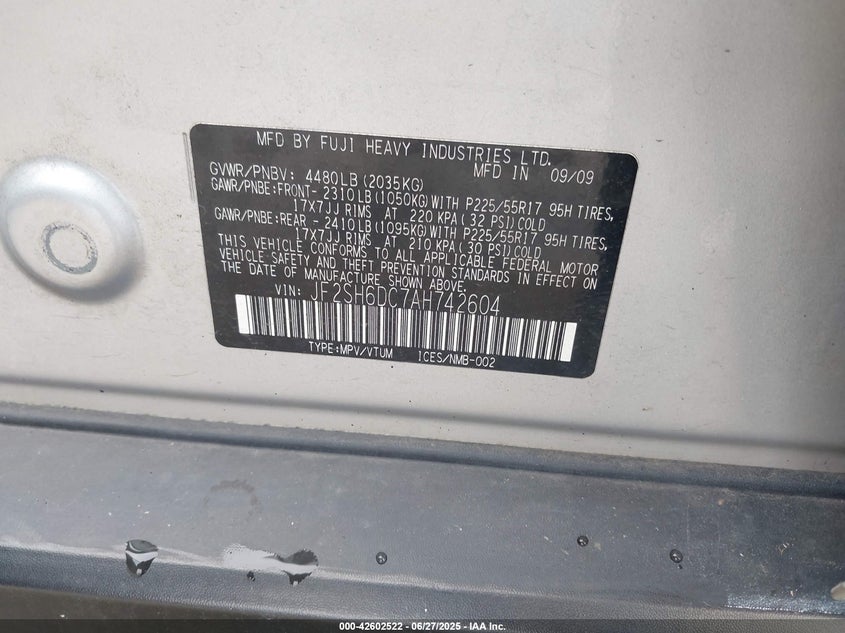 MFD BY FUJI HEAVY INDUSTRIES LTD.
MFD IN 09/09
GVWR/PNBV: 4480LB(2035KG)
GAWR/PNBE:FRONT- 2310LB(1050KG)WITH P225/55R17 95H TIRES,
17X7JJ RIMS AT 220 KPA(32 PSI)COLD
GAWR/PNBE:REAR - 2410LB(1095KG)WITH P225/55R17 95H TIRES,
17X7JJ RIMS AT 210 KPA(30 PSI)COLD
THIS VEHICLE CONFORMS TO ALL APPLICABLE FEDERAL MOTOR
VEHICLE SAFETY AND THEFT PREVENTION STANDARDS IN EFFECT ON
THE DATE OF MANUFACTURE SHOWN ABOVE.
VIN: JF2SH6DC7AH742604
TYPE:MPV/VTUM ICES/NMB-002
000-42602522 - 06/27/2025 - IAA Inc.